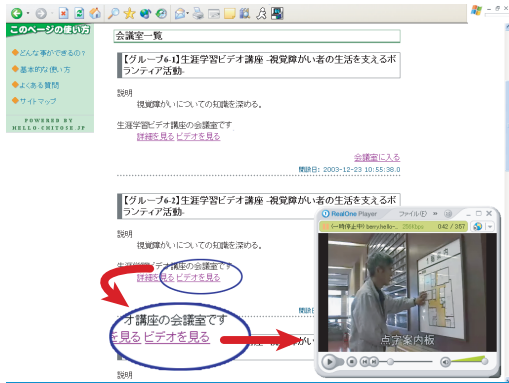 このページの使い方
どんな事ができるの?
基本的な使い方
よくある質問
サイトマップ
POWERED BY
HELLO-CHITOSE.JP
会議室一覧
【グループ6-1】生涯学習ビデオ講座 -視覚障がい者の生活を支えるボ
ランティア活動-
説明
視覚障がいについての知識を深める。
生涯学習ビデオ講座の会議室です
詳細を見る ビデオを見る
会議室に入る
開設日: 2003-12-23 10:55:38.0
【グループ6-2】生涯学習ビデオ講座 -視覚障がい者の生活を支えるボ
ランティア活動-
説明
視覚障がいについての知識を深める。
生涯学習ビデオ講座の会議室です
詳細を見る ビデオを見る
オ講座の会議室です
を見る ビデオを見る
説明
RealOne Player
ファイル(F)
(一時停止中)
042 / 357
点字案内板